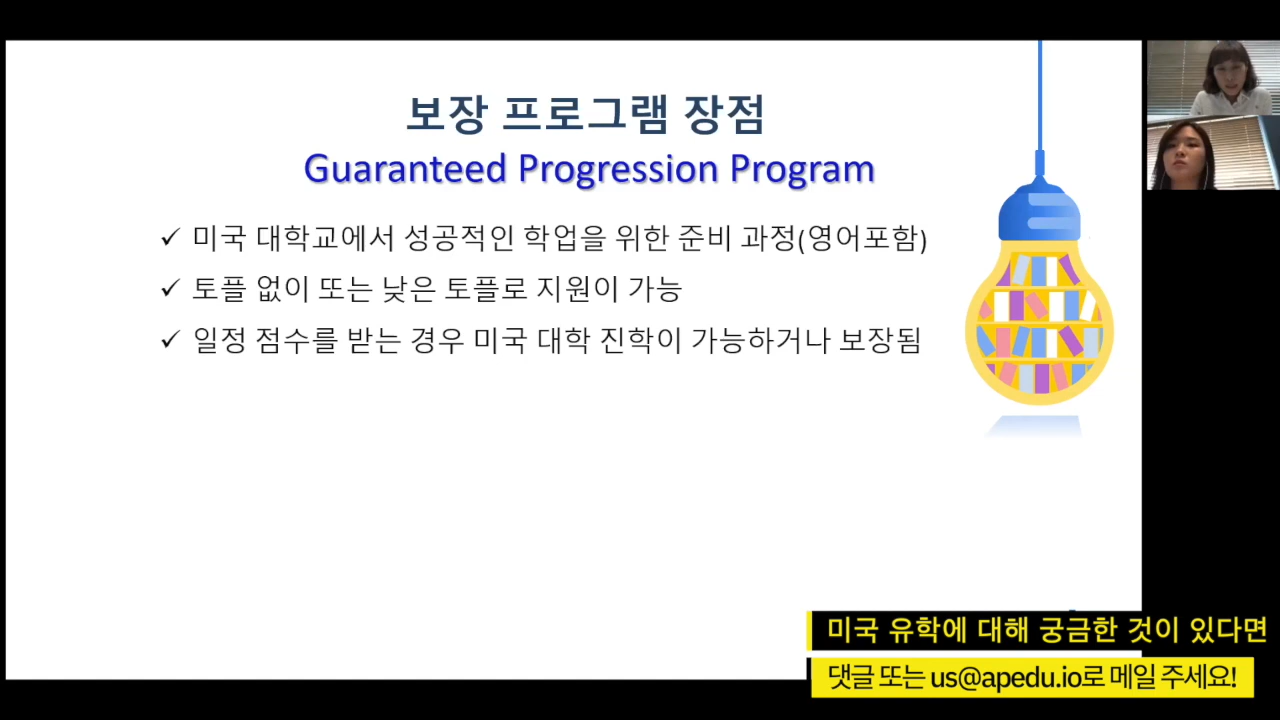 보장 프로그램 장점
Guaranteed Progression Program
✓ 미국 대학교에서 성공적인 학업을 위한 준비 과정(영어포함)
✓ 토플 없이 또는 낮은 토플로 지원이 가능
✓ 일정 점수를 받는 경우 미국 대학 진학이 가능하거나 보장됨
미국 유학에 대해 궁금한 것이 있다면
댓글 또는 us@apedu.io로 메일 주세요!